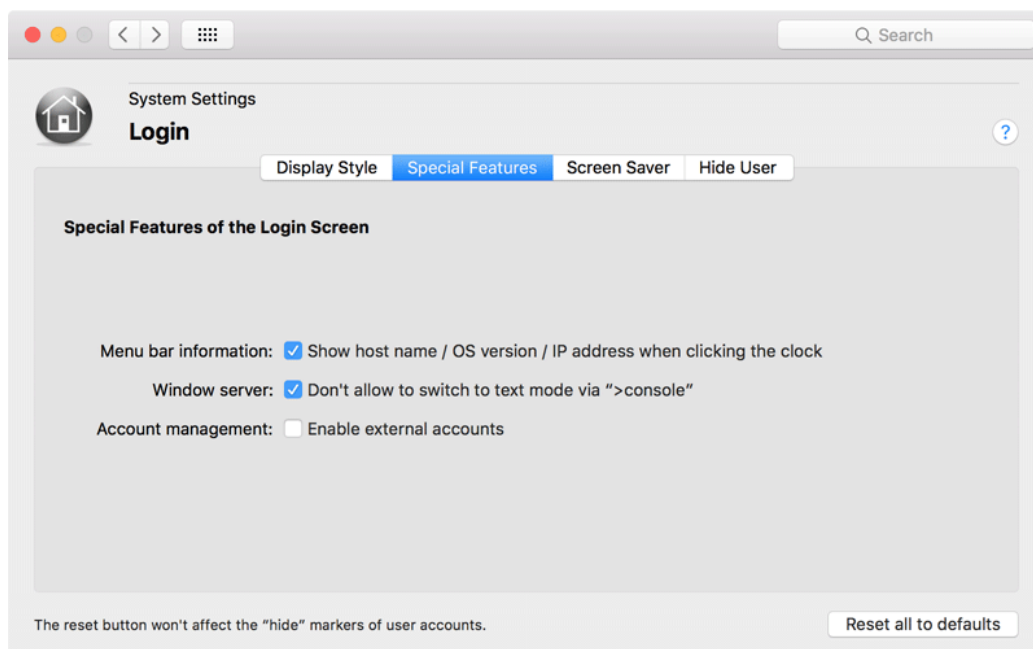 Search
System Settings
Login
?
Display Style Special Features Screen Saver Hide User
Special Features of the Login Screen
Menu bar information: Show host name / OS version / IP address when clicking the clock
Window server: Don't allow to switch to text mode via “>console”
Account management: Enable external accounts
The reset button won't affect the “hide” markers of user accounts.
Reset all to defaults